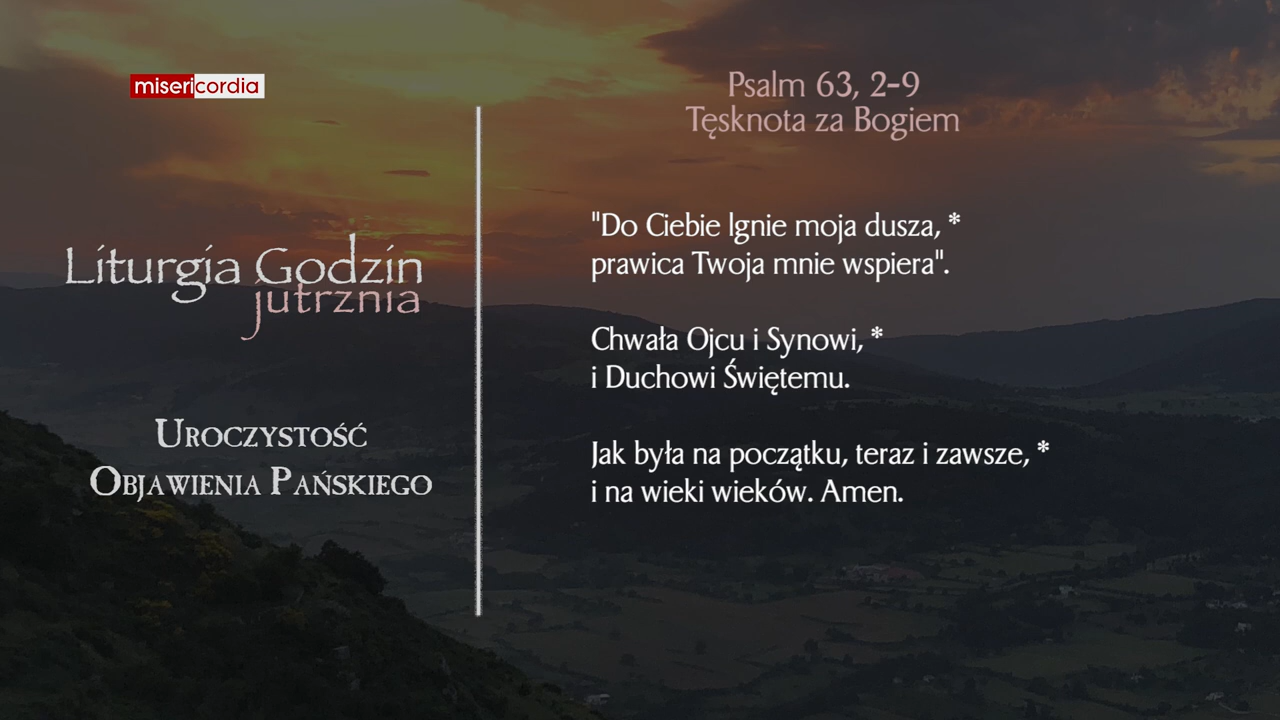 misericordia
Liturgia Godzin
jutrznia
Uroczystość
Objawienia Pańskiego
Psalm 63, 2-9
Tęsknota za Bogiem
"Do Ciebie lgnie moja dusza, *
prawica Twoja mnie wspiera".
Chwała Ojcu i Synowi, *
i Duchowi Świętemu.
Jak była na początku, teraz i zawsze, *
i na wieki wieków. Amen.